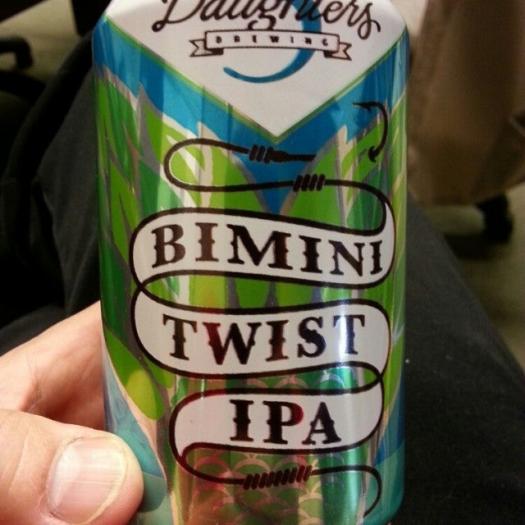 Daughters
BREWING
BIMINI
TWIST
IPA